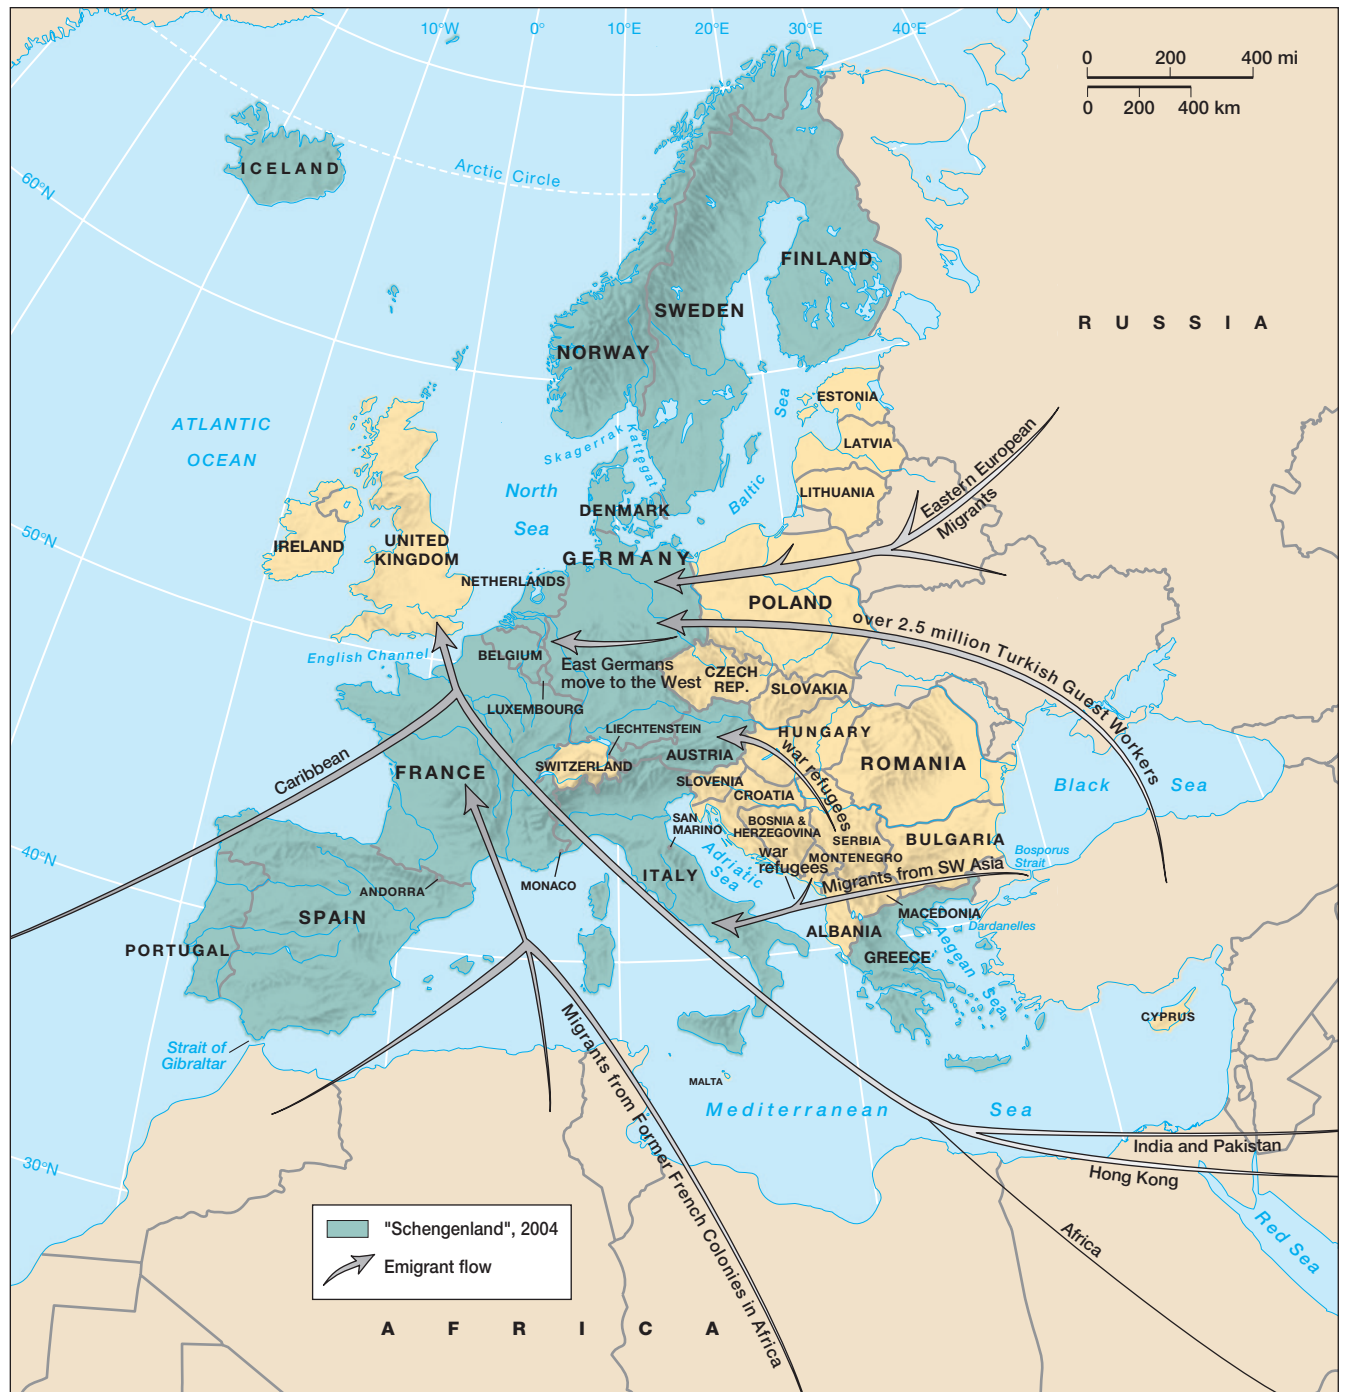 10°W
0°
10°E
20°E
30°E
40°E
0 200 400 mi
0 200 400 km
ICELAND
Arctic Circle
60°N
FINLAND
SWEDEN
RUSSIA
NORWAY
ESTONIA
Sea
ATLANTIC
OCEAN
LATVIA
Skagerrak
Kattegat
Eastern European
Migrants
North
Sea
Baltic
LITHUANIA
DENMARK
50°N
IRELAND
UNITED
KINGDOM
GERMANY
NETHERLANDS
POLAND
over 2.5 million Turkish Guest Workers
English Channel
BELGIUM
East Germans
move to the West
CZECH
REP.
SLOVAKIA
LUXEMBOURG
LIECHTENSTEIN
HUNGARY
AUSTRIA
war refugees
Caribbean
FRANCE
SWITZERLAND
ROMANIA
SLOVENIA
CROATIA
Black Sea
SAN
MARINO
BOSNIA &
HERZEGOVINA
SERBIA
BULGARIA
war
refugees
MONTENEGRO
Bosporus
Strait
Adriatic
Sea
40°N
ANDORRA
MONACO
ITALY
Migrants from SW Asia
SPAIN
MACEDONIA
Dardanelles
PORTUGAL
ALBANIA
GREECE
Aegean
Sea
CYPRUS
Strait of
Gibraltar
Migrants from Former French Colonies in Africa
MALTA
Mediterranean Sea
India and Pakistan
Hong Kong
30°N
Africa
Red Sea
"Schengenland", 2004
Emigrant flow
AFRICA